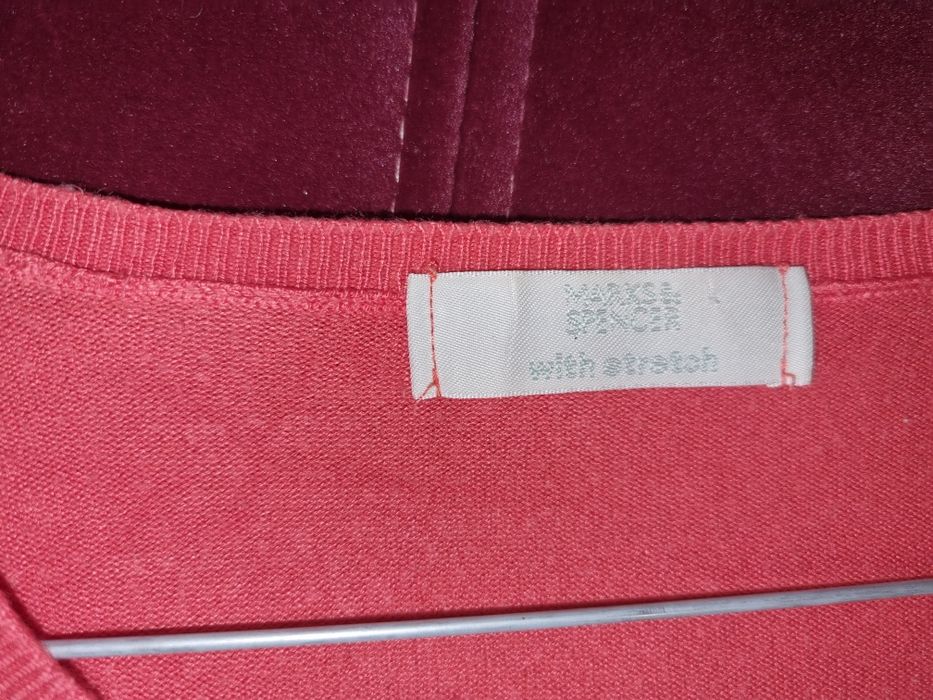 MARKS &
SPENCER
with stretch